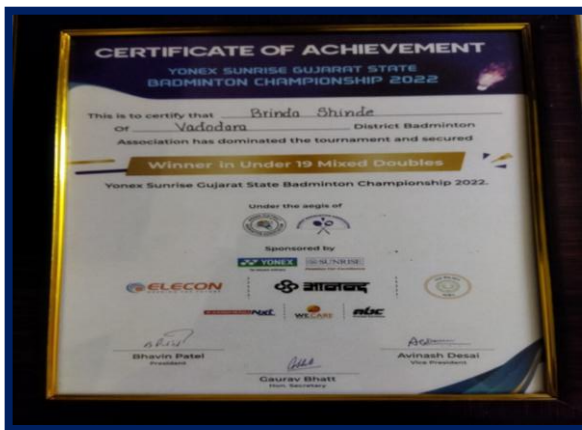 CERTIFICATE OF ACHIEVEMENT
YONEX SUNRISE GUJARAT STATE
BADMINTON CHAMPIONSHIP 2022
This is to certify that Brinda Shinde
of Vadodara District Badminton
Association has dominated the tournament and secured
Winner in Under 19 Mixed Doubles
Yonex Sunrise Gujarat State Badminton Championship 2022.
Under the aegis of
Sponsored by
YONEX SUNRISE
ELECON
Nxt WECARE
Bhavin Patel
President
Gaurav Bhatt
Hon. Secretary
Avinash Desai
Vice President